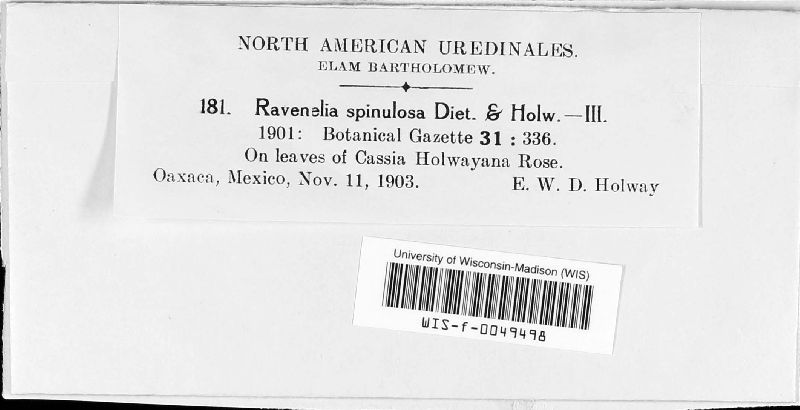 NORTH AMERICAN UREDINALES.
ELAM BARTHOLOMEW.
181. Ravenelia spinulosa Diet. & Holw.—III.
1901: Botanical Gazette 31 : 336.
On leaves of Cassia Holwayana Rose.
Oaxaca, Mexico, Nov. 11, 1903. E. W. D. Holway
University of Wisconsin-Madison (WIS)
WIS-f-0049498